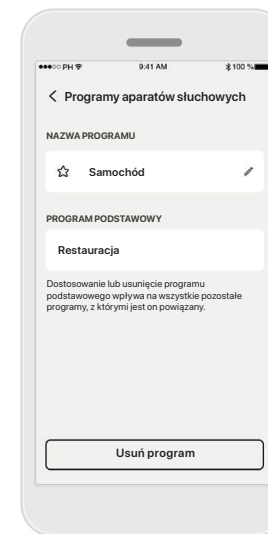 PH 9:41 AM 100 %
Programy aparatów słuchowych
NAZWA PROGRAMU
Samochód
PROGRAM PODSTAWOWY
Restauracja
Dostosowanie lub usunięcie programu
podstawowego wpływa na wszystkie pozostałe
programy, z którymi jest on powiązany.
Usuń program